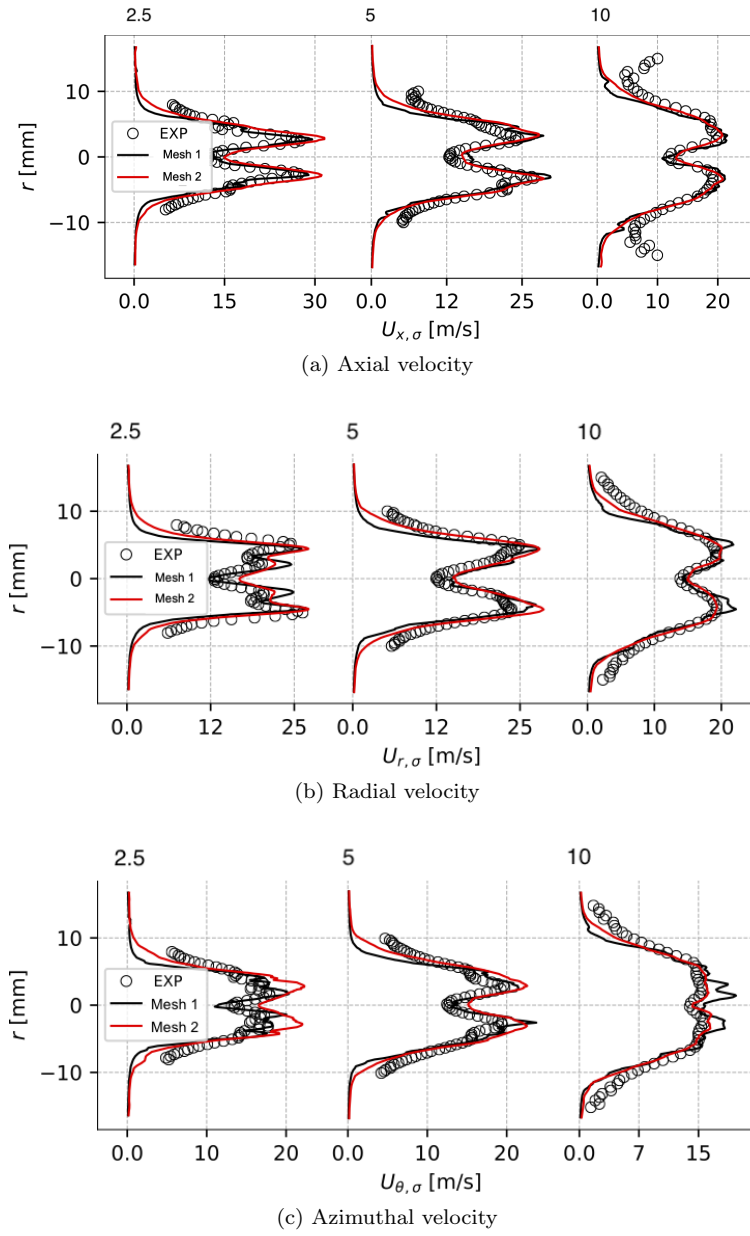 2.5 5 10
10
0
−10
r [mm]
EXP
Mesh 1
Mesh 2
0.0 15 30 0.0 12 25 0.0 10 20
U_{x,σ} [m/s]
(a) Axial velocity
2.5 5 10
10
0
−10
r [mm]
EXP
Mesh 1
Mesh 2
0.0 12 25 0.0 12 25 0.0 10 20
U_{r,σ} [m/s]
(b) Radial velocity
2.5 5 10
10
0
−10
r [mm]
EXP
Mesh 1
Mesh 2
0.0 10 20 0.0 10 20 0.0 7 15
U_{θ,σ} [m/s]
(c) Azimuthal velocity